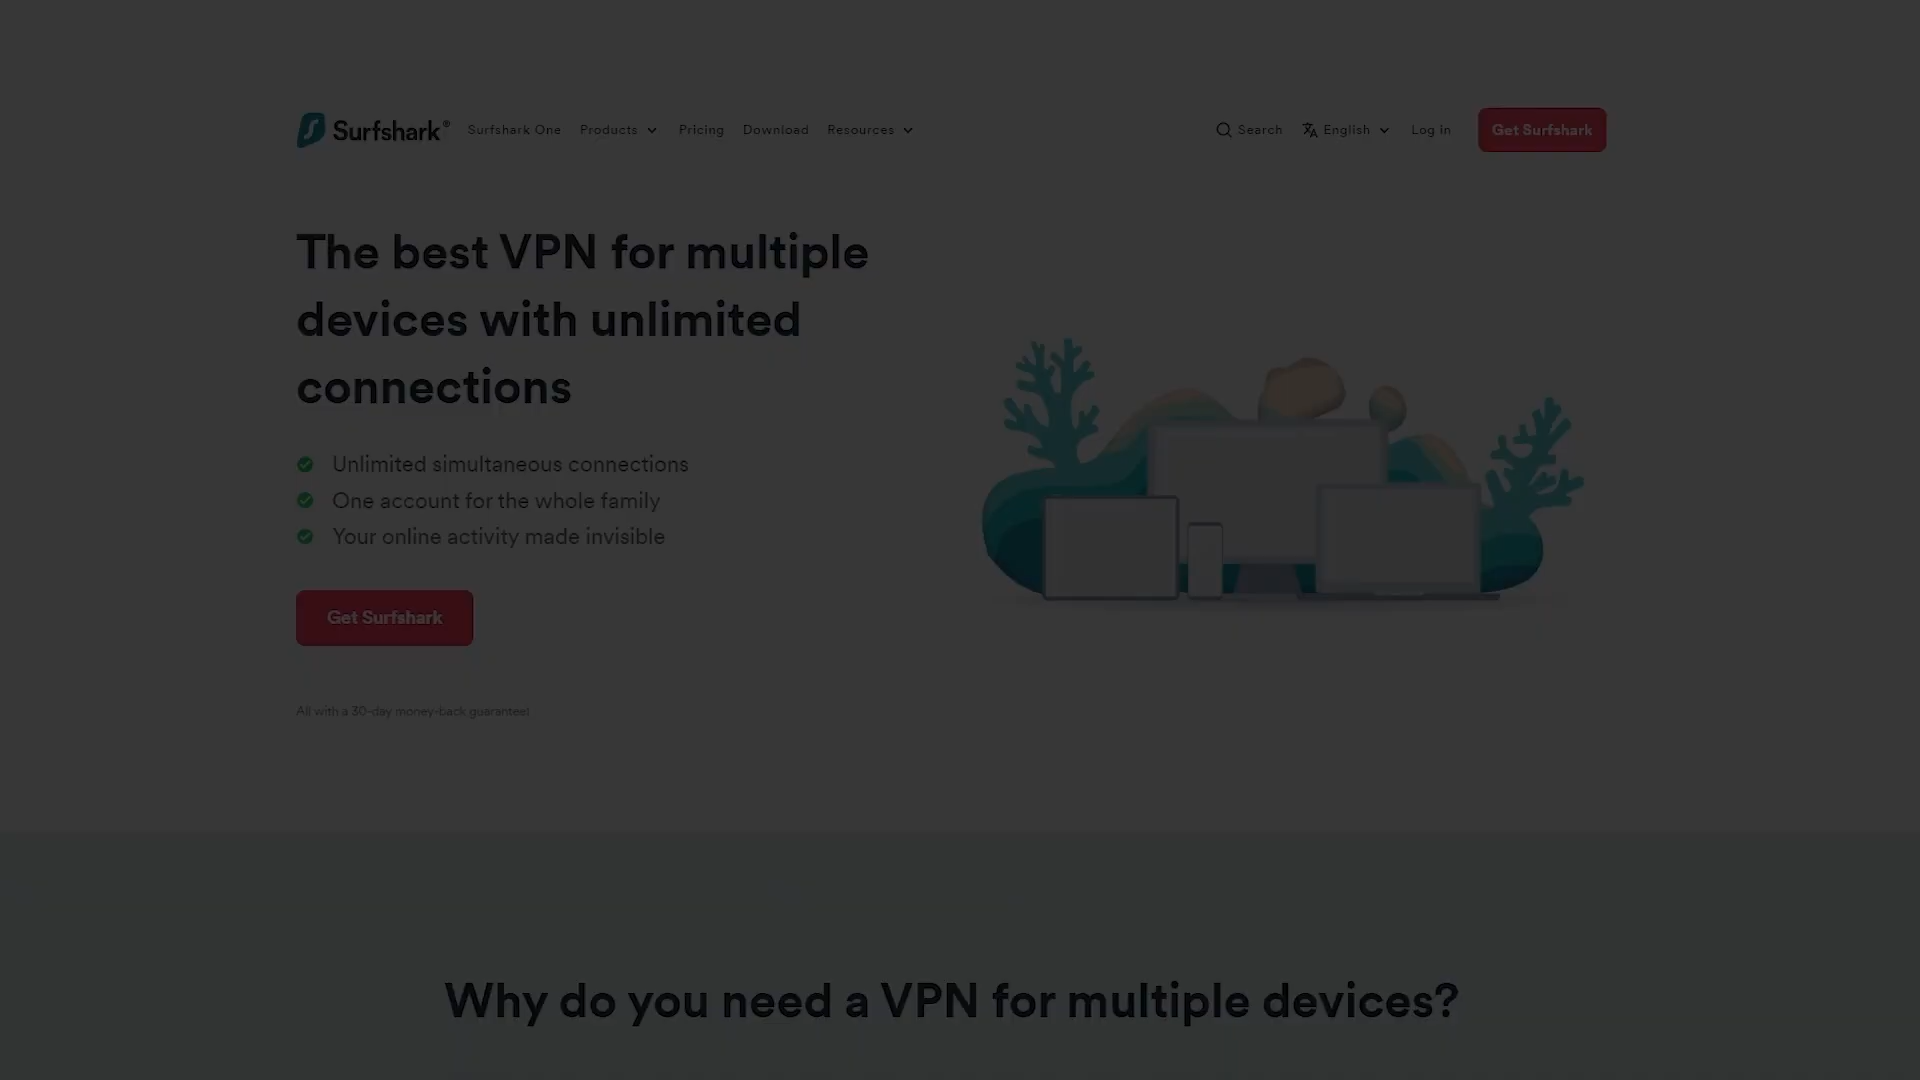 Surfshark®
Surfshark One
Products
Pricing
Download
Resources
Search
English
Log in
Get Surfshark
The best VPN for multiple
devices with unlimited
connections
Unlimited simultaneous connections
One account for the whole family
Your online activity made invisible
Get Surfshark
All with a 30-day money-back guarantee!
Why do you need a VPN for multiple devices?